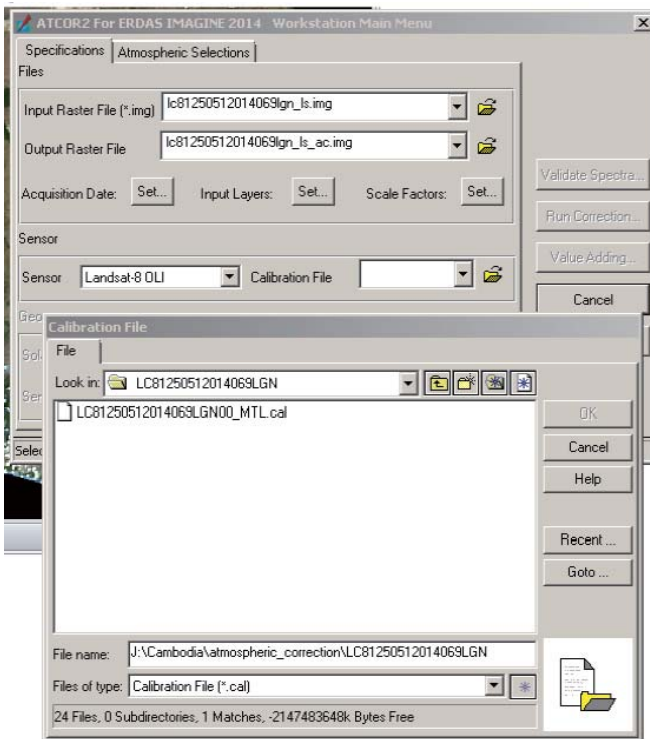 ATCOR2 For ERDAS IMAGINE 2014 Workstation Main Menu
Specifications
Atmospheric Selections
Files
Input Raster File (*.img)
lc81250512014069lgn_ls.img
Output Raster File
lc81250512014069lgn_ls_ac.img
Acquisition Date:
Set...
Input Layers:
Set...
Scale Factors:
Set...
Validate Spectra...
Run Correction...
Sensor
Value Adding...
Sensor
Landsat-8 OLI
Calibration File
Cancel
Geo
Calibration File
Sol
File
Look in:
LC81250512014069LGN
Ser
LC81250512014069LGN00_MTL.cal
OK
Selec
Cancel
Help
Recent ...
Goto ...
File name:
J:\Cambodia\atmospheric_correction\LC81250512014069LGN
Files of type:
Calibration File (*.cal)
24 Files, 0 Subdirectories, 1 Matches, -2147483648k Bytes Free